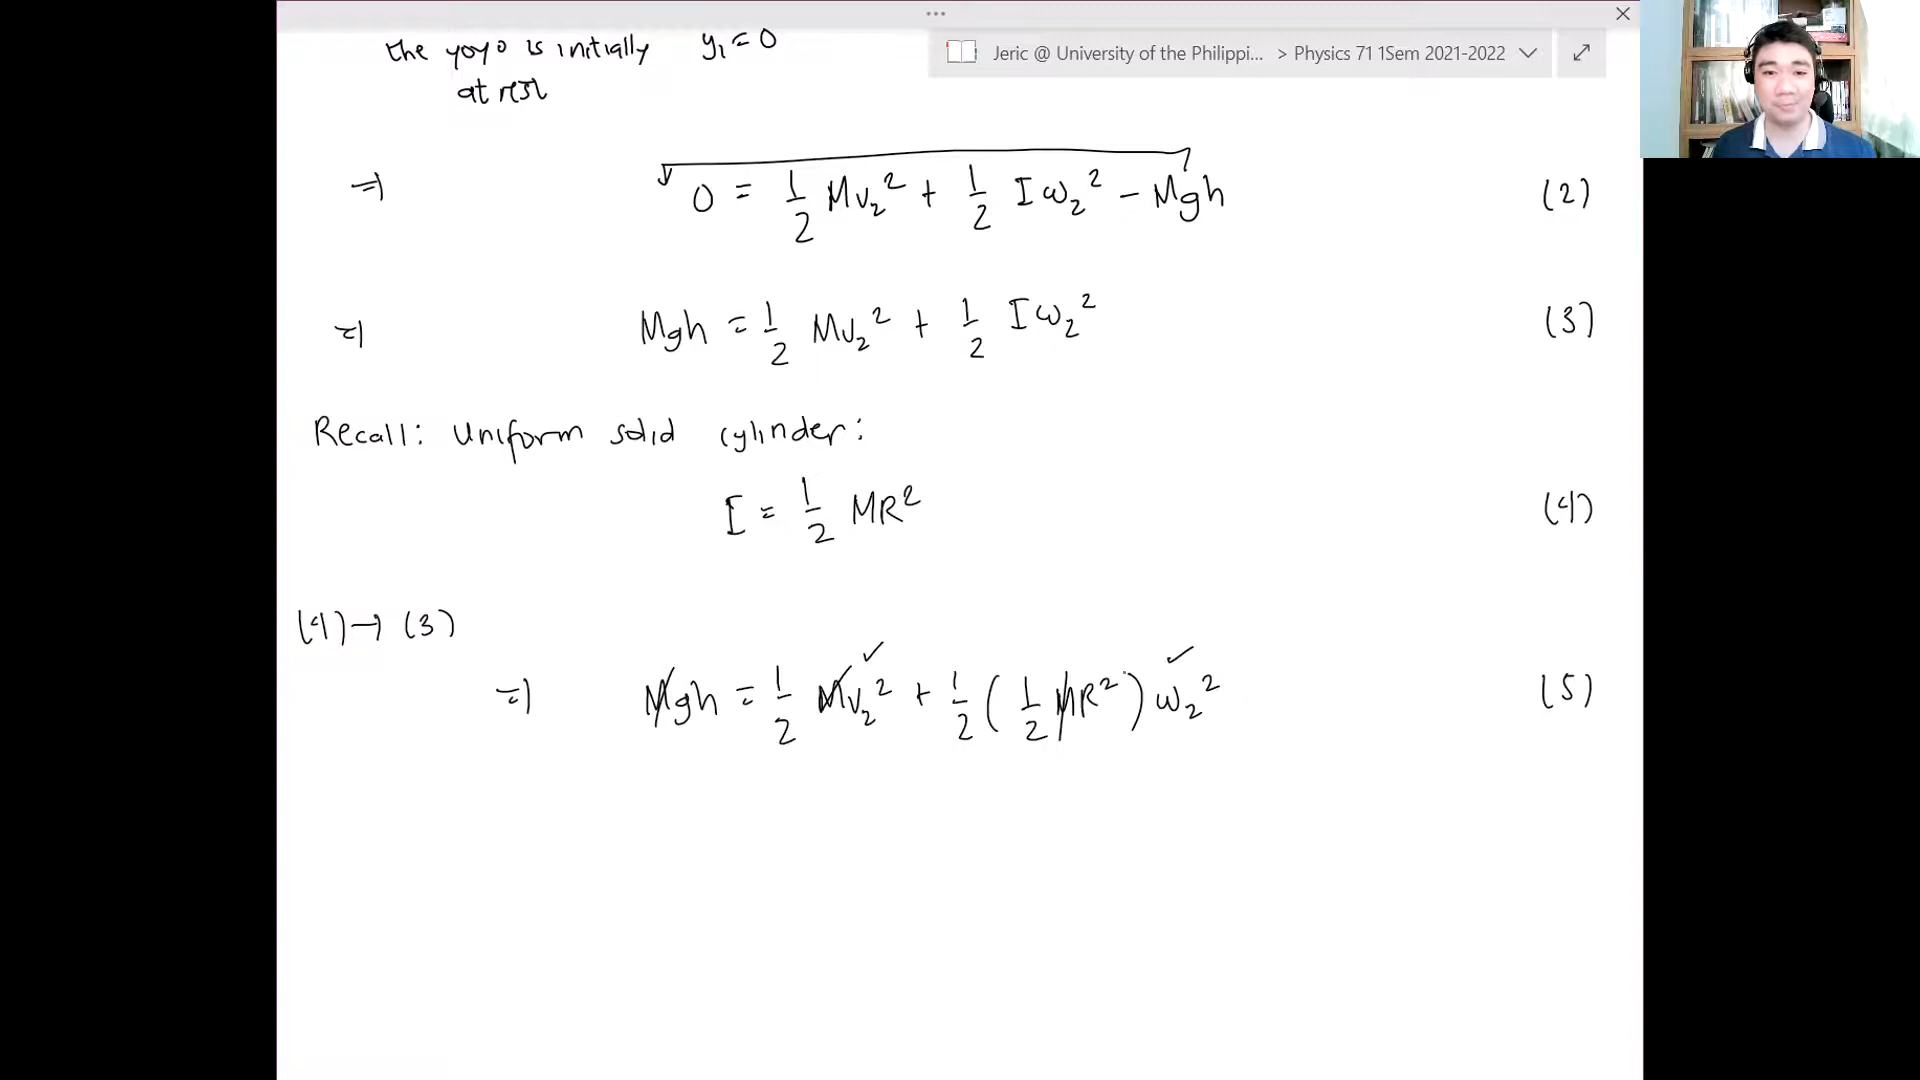 the yoyo is initially y₁ = 0
at rest
Jeric @ University of the Philippi... > Physics 71 1Sem 2021-2022
⇒ 0 = 1/2 Mv₂² + 1/2 Iω₂² − Mgh (2)
⇒ Mgh = 1/2 Mv₂² + 1/2 Iω₂² (3)
Recall: Uniform solid cylinder:
I = 1/2 MR² (4)
(4) → (3)
⇒ Mgh = 1/2 Mv₂² + 1/2 (1/2 MR²) ω₂² (5)